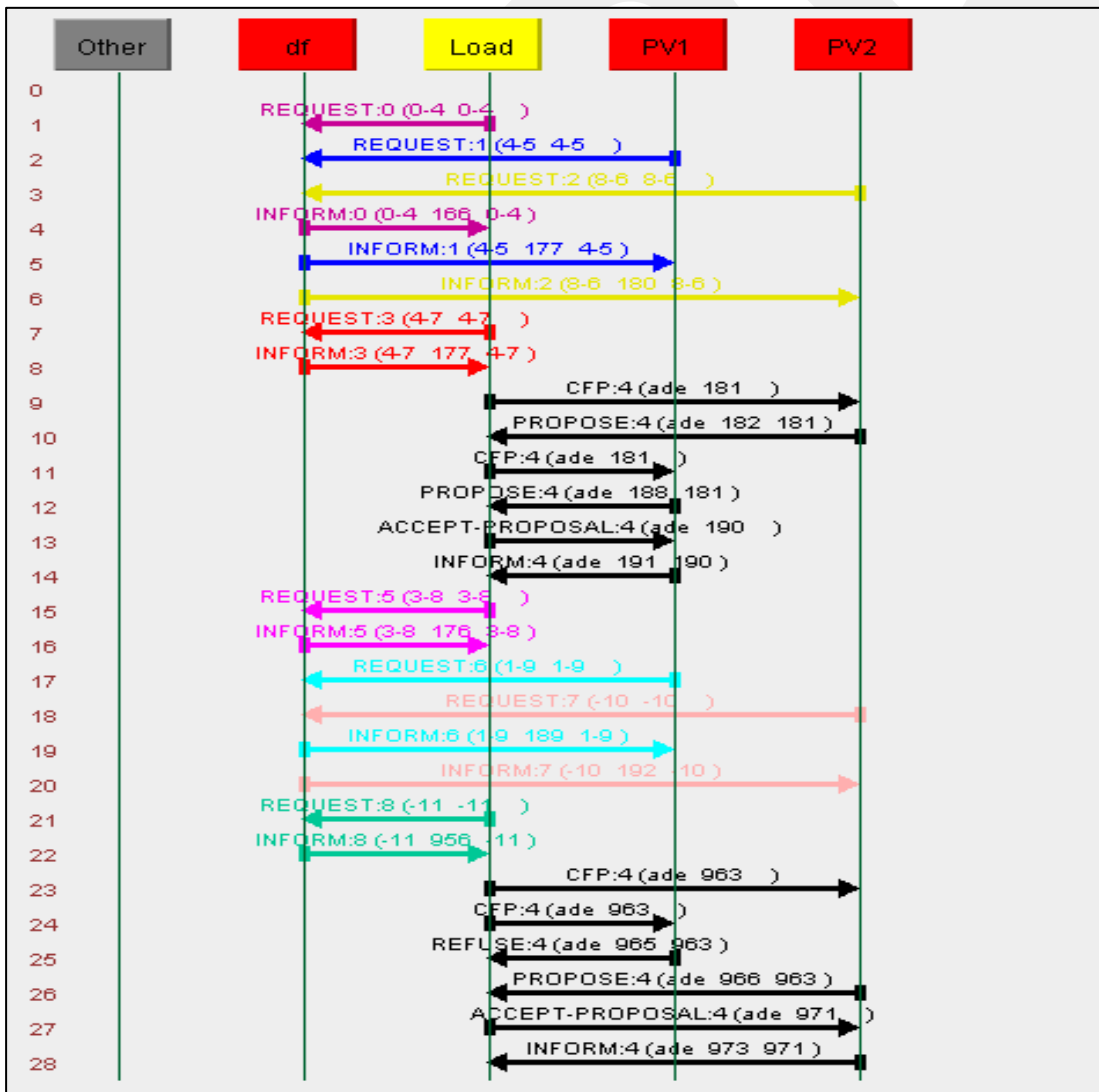 Other df Load PV1 PV2
0
REQUEST:0 (0-4 0-4 )
1
REQUEST:1 (4-5 4-5 )
2
REQUEST:2 (8-6 8-6 )
3
INFORM:0 (0-4 166 0-4 )
4
INFORM:1 (4-5 177 4-5 )
5
INFORM:2 (8-6 180 8-6 )
6
REQUEST:3 (4-7 4-7 )
7
INFORM:3 (4-7 177 4-7 )
8
CFP:4 (ade 181 )
9
PROPOSE:4 (ade 182 181 )
10
CFP:4 (ade 181 )
11
PROPOSE:4 (ade 188 181 )
12
ACCEPT-PROPOSAL:4 (ade 190 )
13
INFORM:4 (ade 191 190 )
14
REQUEST:5 (3-8 3-8 )
15
INFORM:5 (3-8 176 3-8 )
16
REQUEST:6 (1-9 1-9 )
17
REQUEST:7 (-10 -10 )
18
INFORM:6 (1-9 189 1-9 )
19
INFORM:7 (-10 192 -10 )
20
REQUEST:8 (-11 -11 )
21
INFORM:8 (-11 956 -11 )
22
CFP:4 (ade 963 )
23
CFP:4 (ade 963 )
24
REFUSE:4 (ade 965 963 )
25
PROPOSE:4 (ade 966 963 )
26
ACCEPT-PROPOSAL:4 (ade 971 )
27
INFORM:4 (ade 973 971 )
28